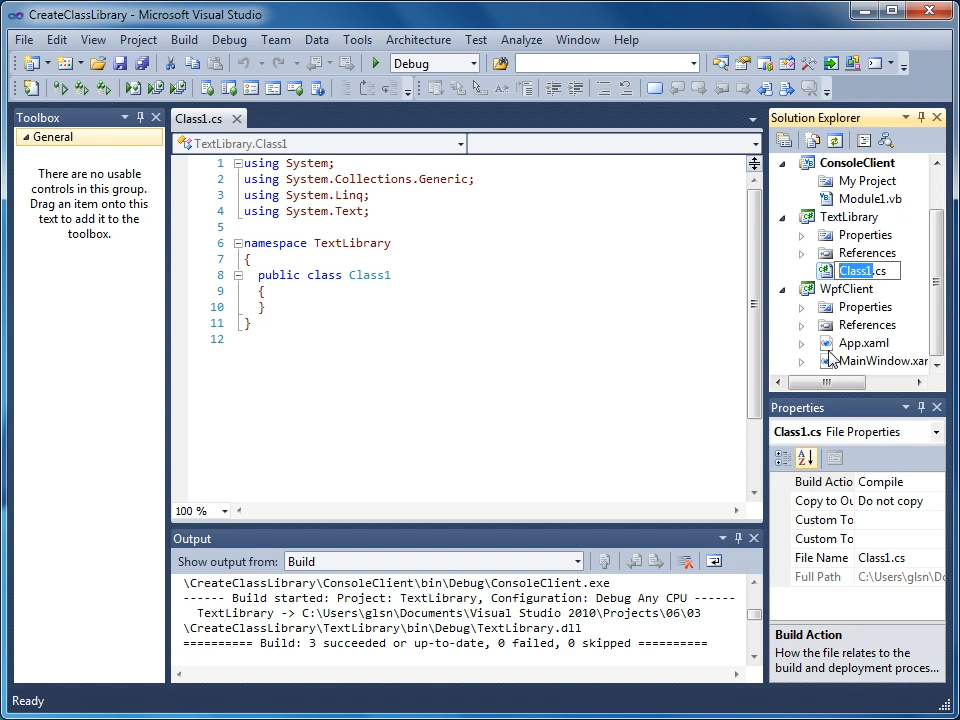 CreateClassLibrary - Microsoft Visual Studio
File Edit View Project Build Debug Team Data Tools Architecture Test Analyze Window Help
Debug
Toolbox
General
There are no usable
controls in this group.
Drag an item onto this
text to add it to the
toolbox.
Class1.cs
TextLibrary.Class1
1 using System;
2 using System.Collections.Generic;
3 using System.Linq;
4 using System.Text;
5
6 namespace TextLibrary
7 {
8 public class Class1
9 {
10 }
11 }
12
100 %
Solution Explorer
ConsoleClient
My Project
Module1.vb
TextLibrary
Properties
References
Class1.cs
WpfClient
Properties
References
App.xaml
MainWindow.xar
Properties
Class1.cs File Properties
Build Actio Compile
Copy to Ou Do not copy
Custom To
Custom To
File Name Class1.cs
Full Path C:\Users\glsn\Do
Build Action
How the file relates to the
build and deployment proces...
Output
Show output from: Build
\CreateClassLibrary\ConsoleClient\bin\Debug\ConsoleClient.exe
------ Build started: Project: TextLibrary, Configuration: Debug Any CPU ------
TextLibrary -> C:\Users\glsn\Documents\Visual Studio 2010\Projects\06\03
\CreateClassLibrary\TextLibrary\bin\Debug\TextLibrary.dll
========== Build: 3 succeeded or up-to-date, 0 failed, 0 skipped ==========
Ready